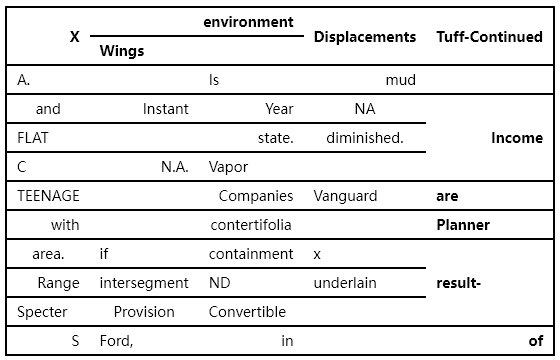 X environment Displacements Tuff-Continued
Wings
A. Is mud
and Instant Year NA
FLAT state. diminished. Income
C N.A. Vapor
TEENAGE Companies Vanguard are
with contertifolia Planner
area. if containment x
Range intersegment ND underlain result-
Specter Provision Convertible
S Ford, in of